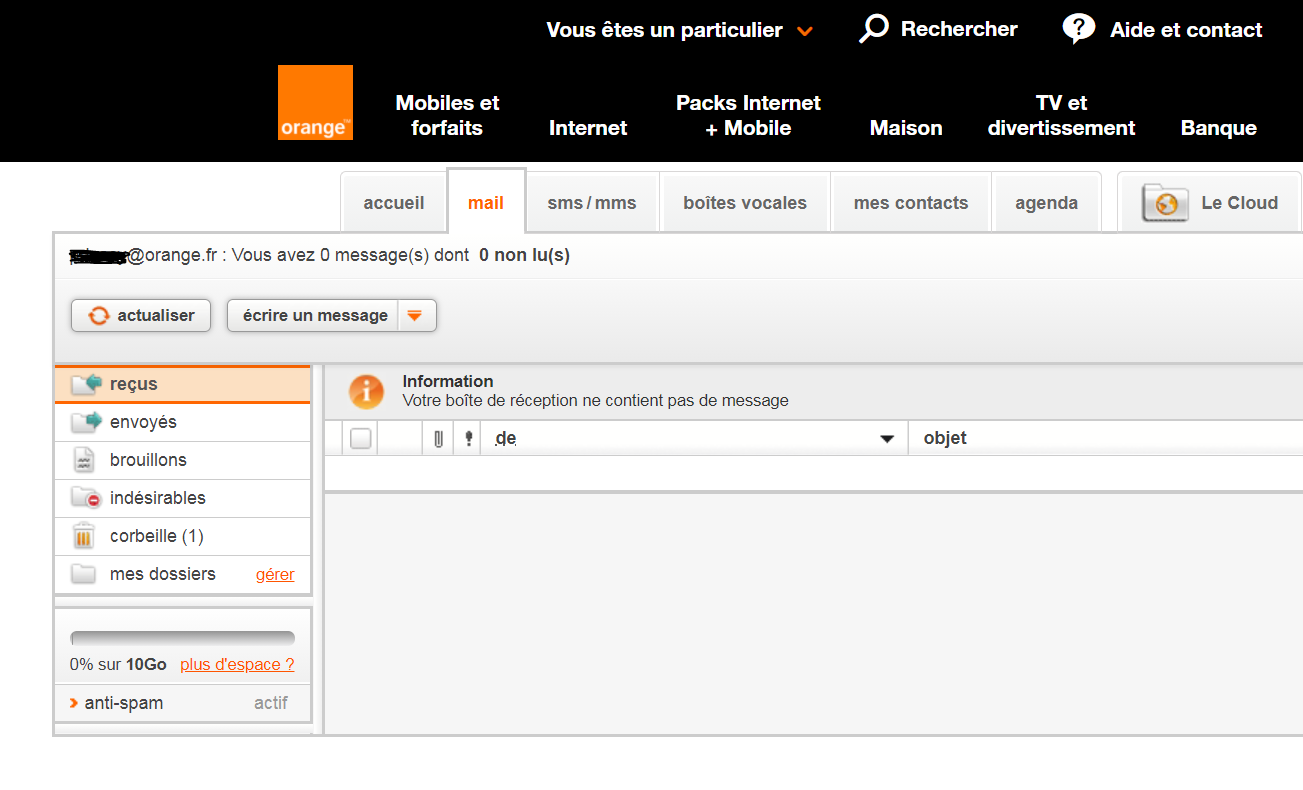 Vous êtes un particulier
Rechercher
? Aide et contact
orange™
Mobiles et
forfaits
Internet
Packs Internet
+ Mobile
Maison
TV et
divertissement
Banque
accueil
mail
sms/mms
boîtes vocales
mes contacts
agenda
Le Cloud
@orange.fr : Vous avez 0 message(s) dont 0 non lu(s)
actualiser
écrire un message
reçus
envoyés
brouillons
indésirables
corbeille (1)
mes dossiers gérer
0% sur 10Go plus d'espace ?
anti-spam actif
Information
Votre boîte de réception ne contient pas de message
de
objet